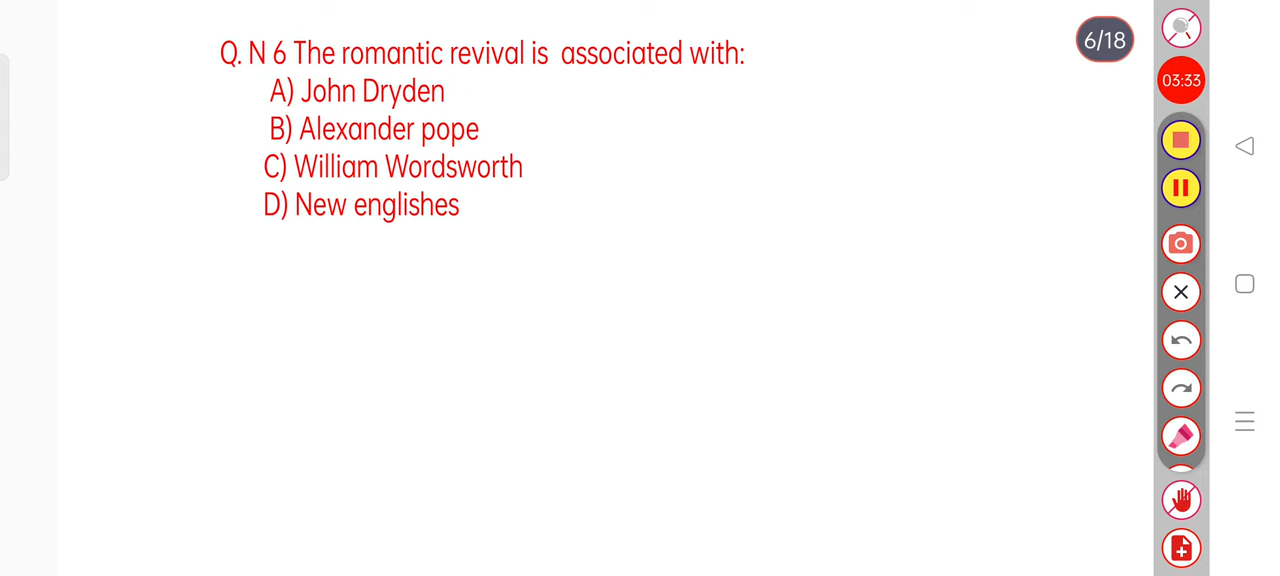 6/18
03:33
Q. N 6 The romantic revival is associated with:
A) John Dryden
B) Alexander pope
C) William Wordsworth
D) New englishes